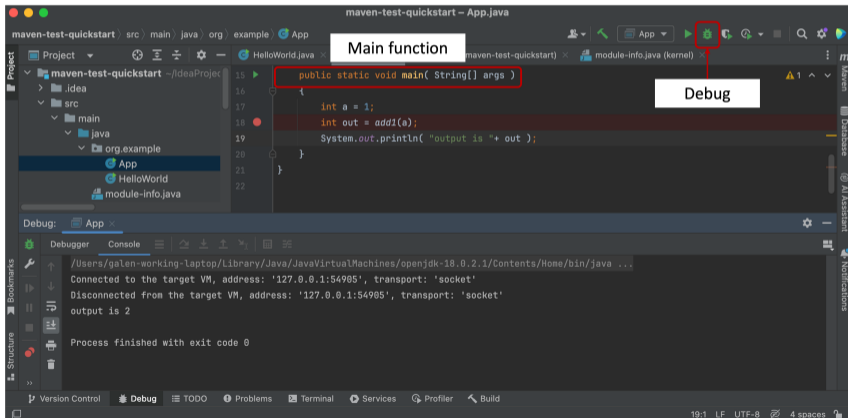 maven-test-quickstart – App.java
maven-test-quickstart src main java org example App
App
Project
HelloWorld.java
Main function
maven-test-quickstart)
module-info.java (kernel)
Project
maven-test-quickstart ~/IdeaProjec
.idea
src
main
java
org.example
App
HelloWorld
module-info.java
15 public static void main( String[] args )
16 {
17 int a = 1;
18 int out = add1(a);
19 System.out.println( "output is "+ out );
20 }
21 }
22
1
Debug
Maven
Database
AI Assistant
Notifications
Debug: App
Debugger Console
/Users/galen-working-laptop/Library/Java/JavaVirtualMachines/openjdk-18.0.2.1/Contents/Home/bin/java ...
Connected to the target VM, address: '127.0.0.1:54905', transport: 'socket'
Disconnected from the target VM, address: '127.0.0.1:54905', transport: 'socket'
output is 2
Process finished with exit code 0
Bookmarks
Structure
Version Control Debug TODO Problems Terminal Services Profiler Build
19:1 LF UTF-8 4 spaces